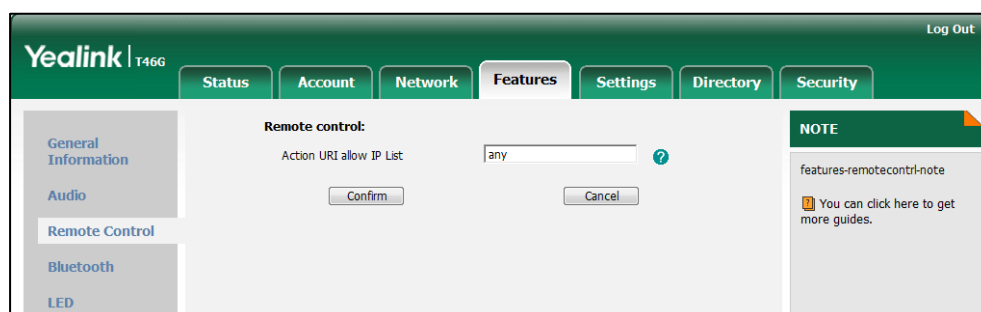 Log Out
Yealink T46G
Status Account Network Features Settings Directory Security
General
Information
Audio
Remote Control
Bluetooth
LED
Remote control:
Action URI allow IP List any ?
Confirm Cancel
NOTE
features-remotecontrl-note
? You can click here to get
more guides.